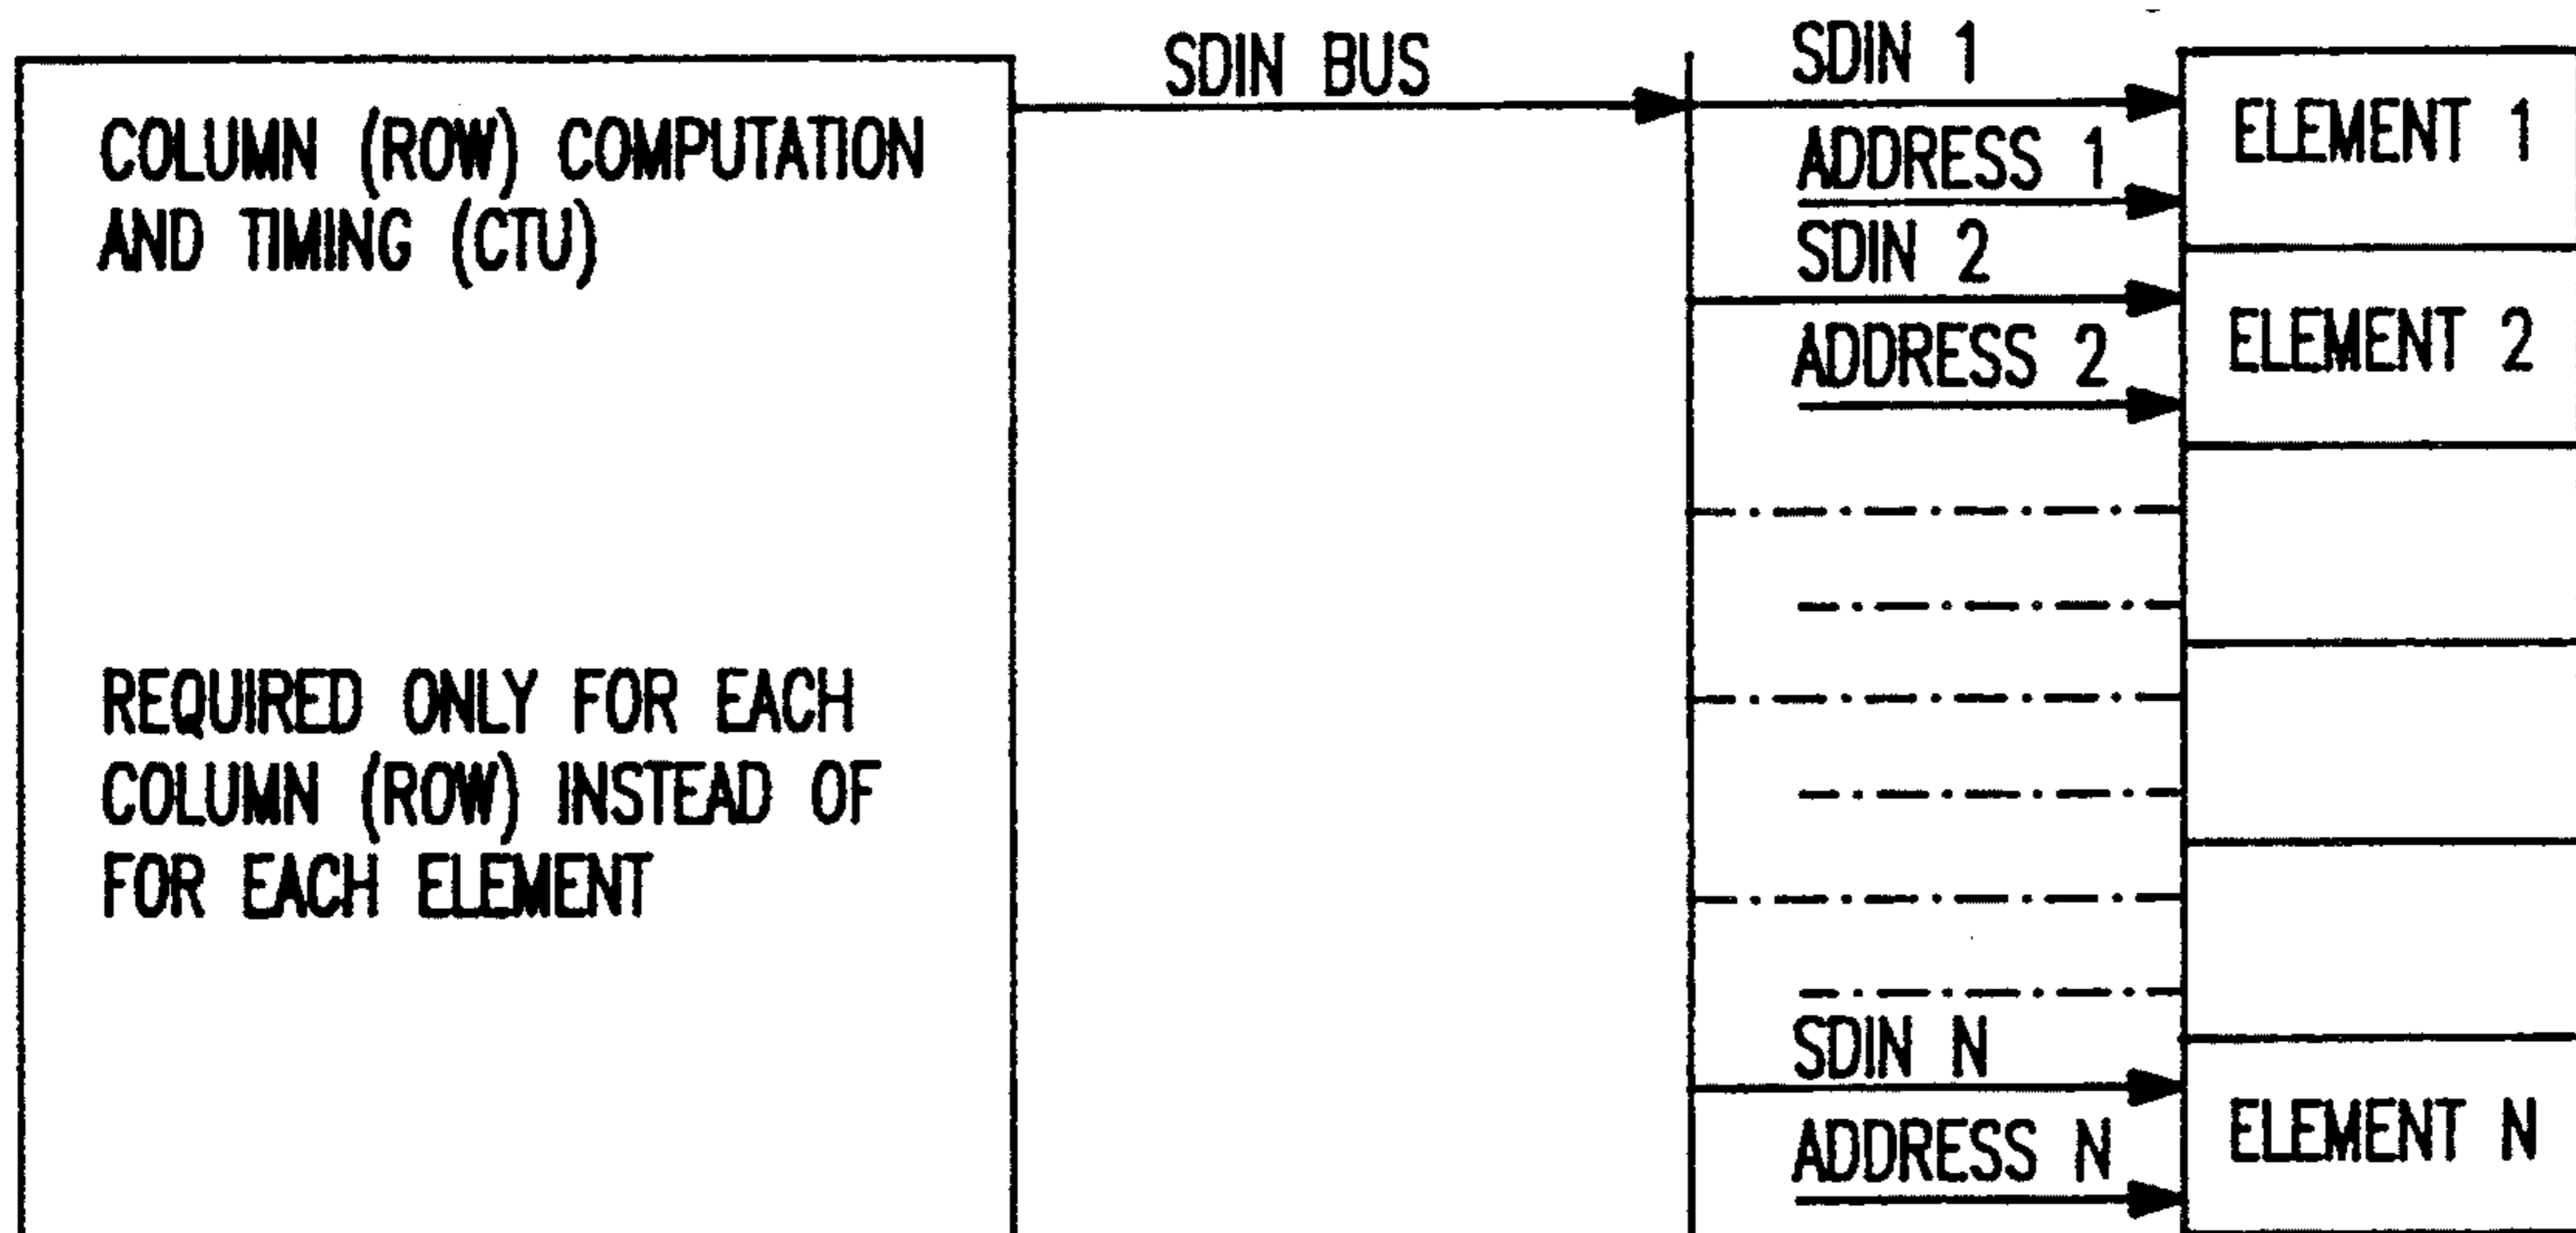 COLUMN (ROW) COMPUTATION
AND TIMING (CTU)
REQUIRED ONLY FOR EACH
COLUMN (ROW) INSTEAD OF
FOR EACH ELEMENT
SDIN BUS
SDIN 1
ADDRESS 1
SDIN 2
ADDRESS 2
SDIN N
ADDRESS N
ELEMENT 1
ELEMENT 2
ELEMENT N